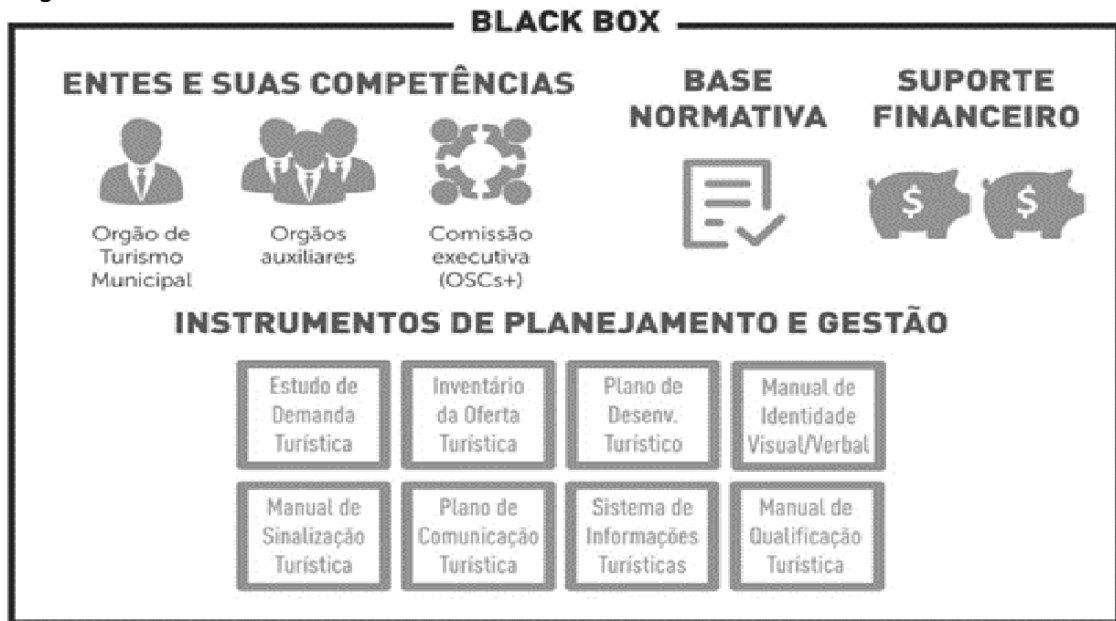 BLACK BOX
ENTES E SUAS COMPETÊNCIAS
Orgão de
Turismo
Municipal
Orgãos
auxiliares
Comissão
executiva
(OSCs+)
BASE
NORMATIVA
SUPORTE
FINANCEIRO
$ $
INSTRUMENTOS DE PLANEJAMENTO E GESTÃO
Estudo de
Demanda
Turística
Inventário
da Oferta
Turística
Plano de
Desenv.
Turístico
Manual de
Identidade
Visual/Verbal
Manual de
Sinalização
Turística
Plano de
Comunicação
Turística
Sistema de
Informações
Turísticas
Manual de
Qualificação
Turística